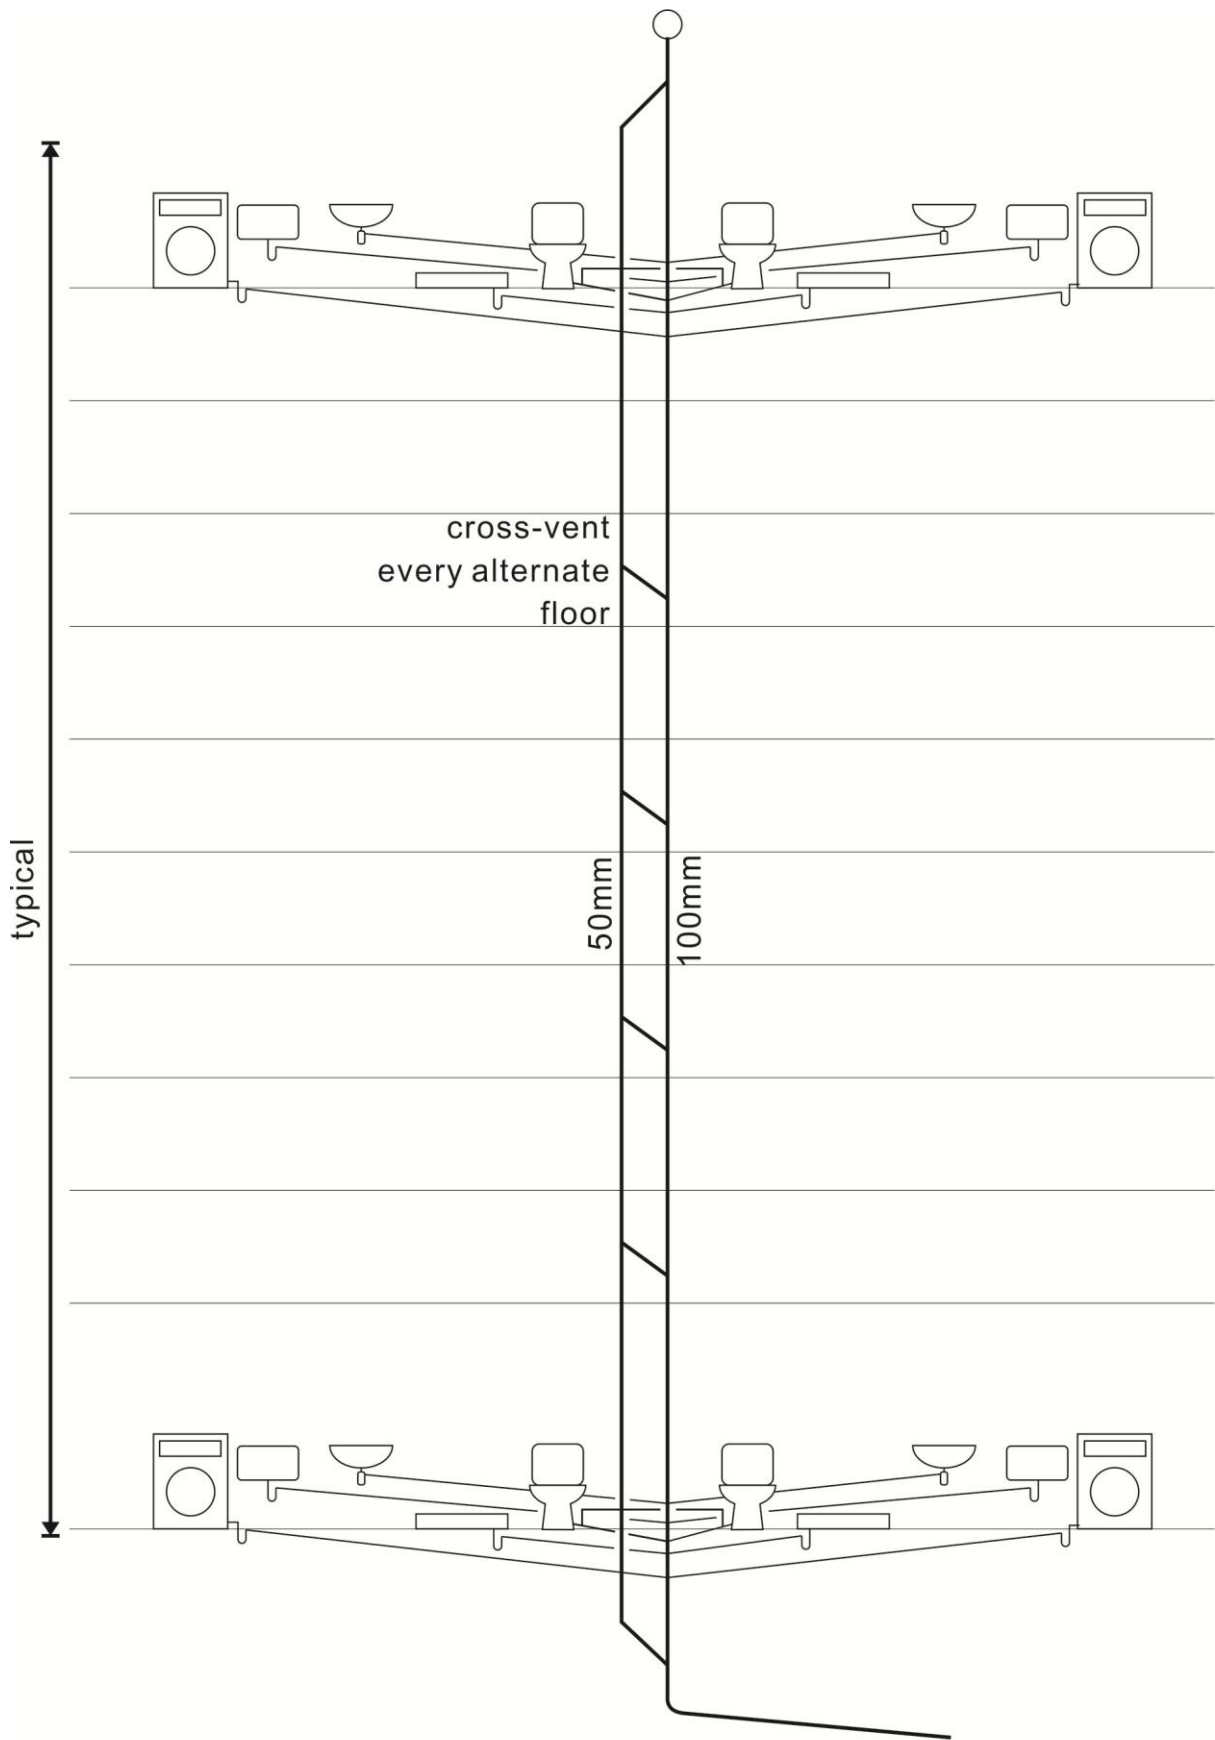 cross-vent
every alternate
floor
typical
50mm
100mm